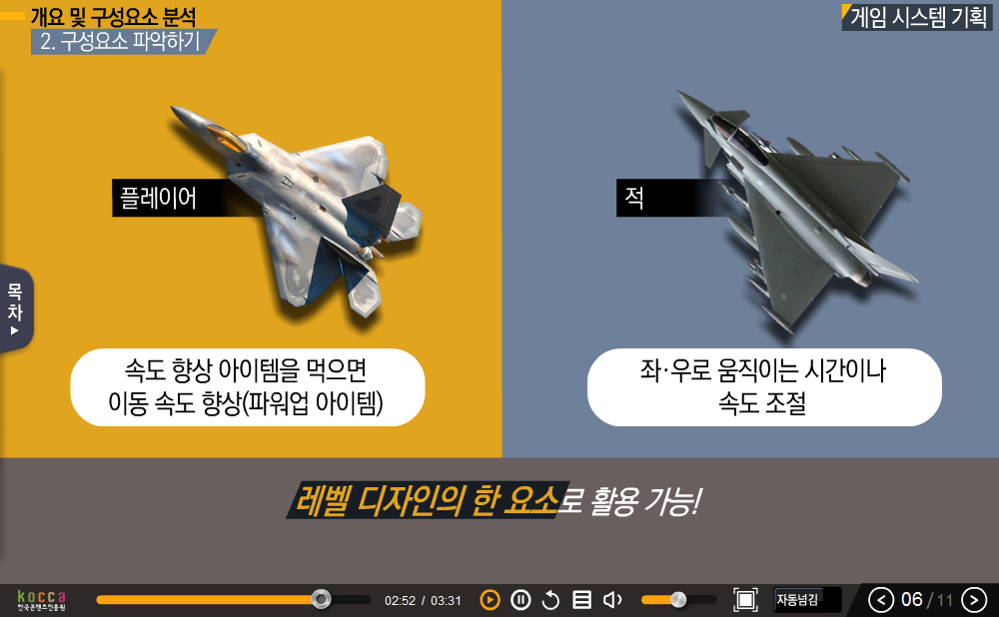 개요 및 구성요소 분석
게임 시스템 기획
2. 구성요소 파악하기
플레이어
적
속도 향상 아이템을 먹으면
이동 속도 향상(파워업 아이템)
좌·우로 움직이는 시간이나
속도 조절
목차
레벨 디자인의 한 요소로 활용 가능!
kocca
한국콘텐츠진흥원
02:52 / 03:31
자동넘김
06 / 11